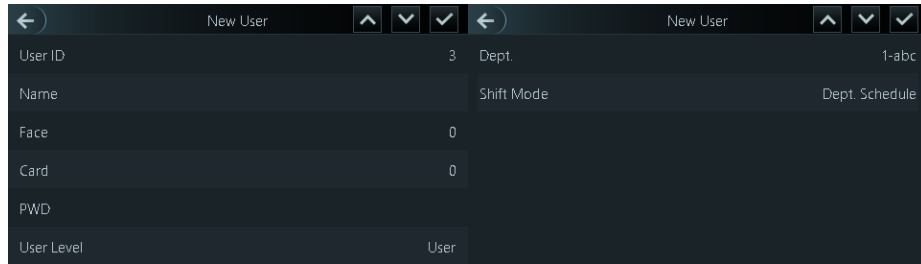 New User
User ID 3
Name
Face 0
Card 0
PWD
User Level User
New User
Dept. 1-abc
Shift Mode Dept. Schedule